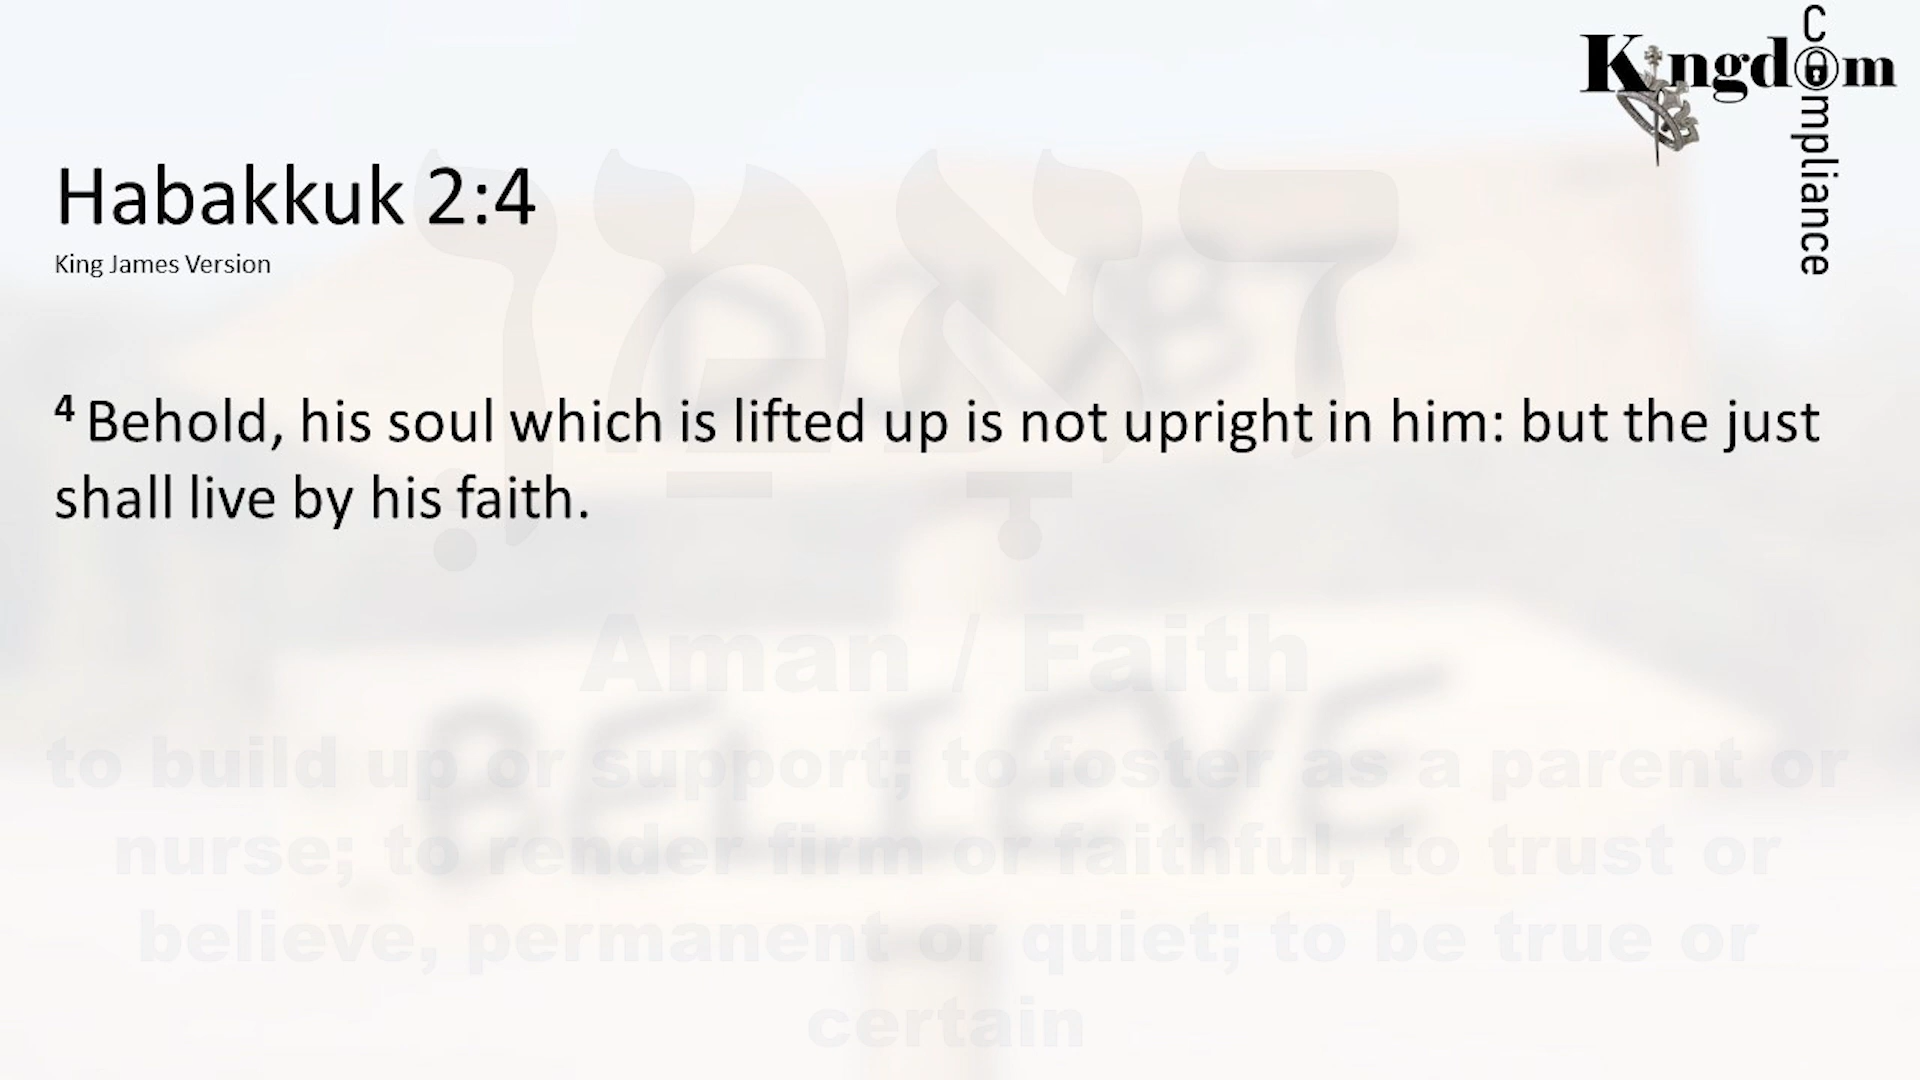 Kingdom
Compliance
Habakkuk 2:4
King James Version
4 Behold, his soul which is lifted up is not upright in him: but the just
shall live by his faith.
דאָמַןִ
DOUBT
Aman / Faith
BELIEVE
to build up or support; to foster as a parent or
nurse; to render firm or faithful, to trust or
believe, permanent or quiet; to be true or
certain